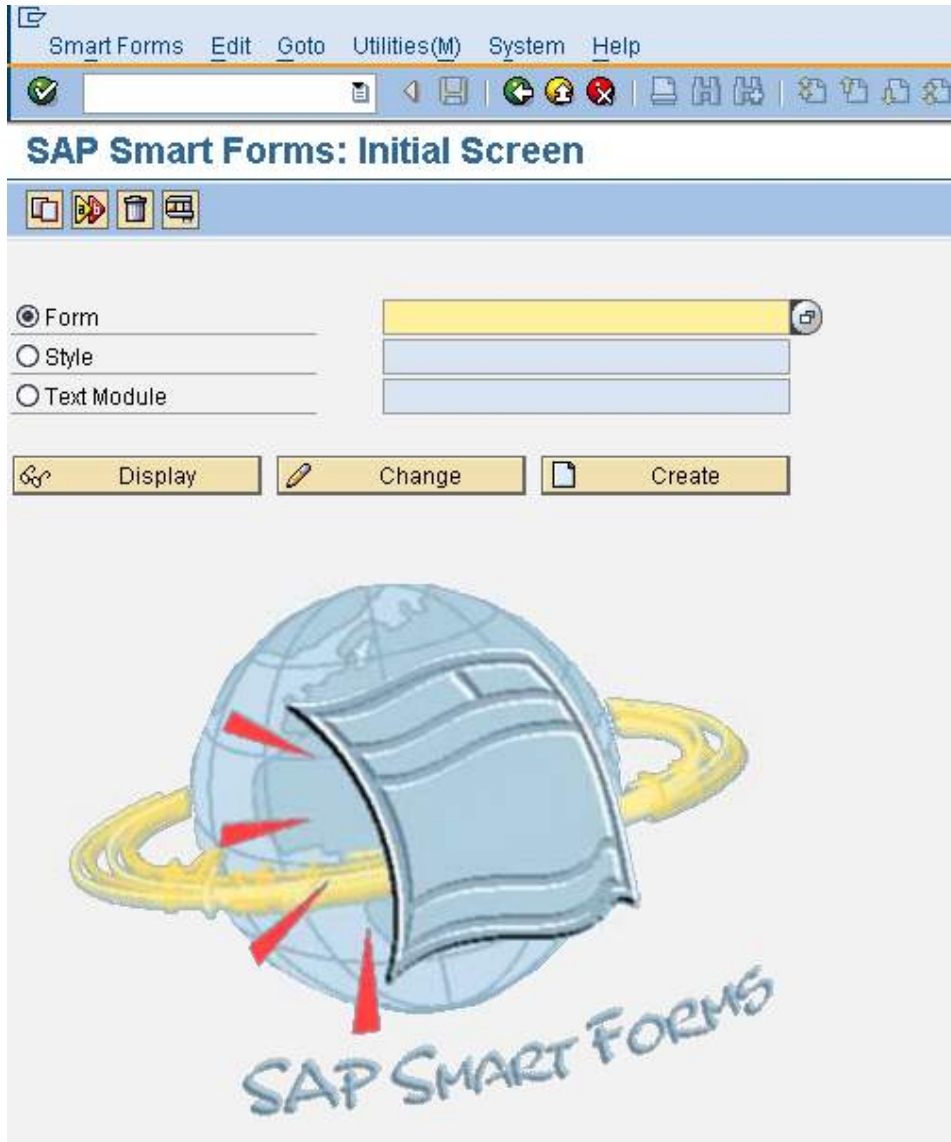 Smart Forms Edit Goto Utilities(M) System Help
SAP Smart Forms: Initial Screen
Form
Style
Text Module
Display Change Create
SAP SMART FORMS